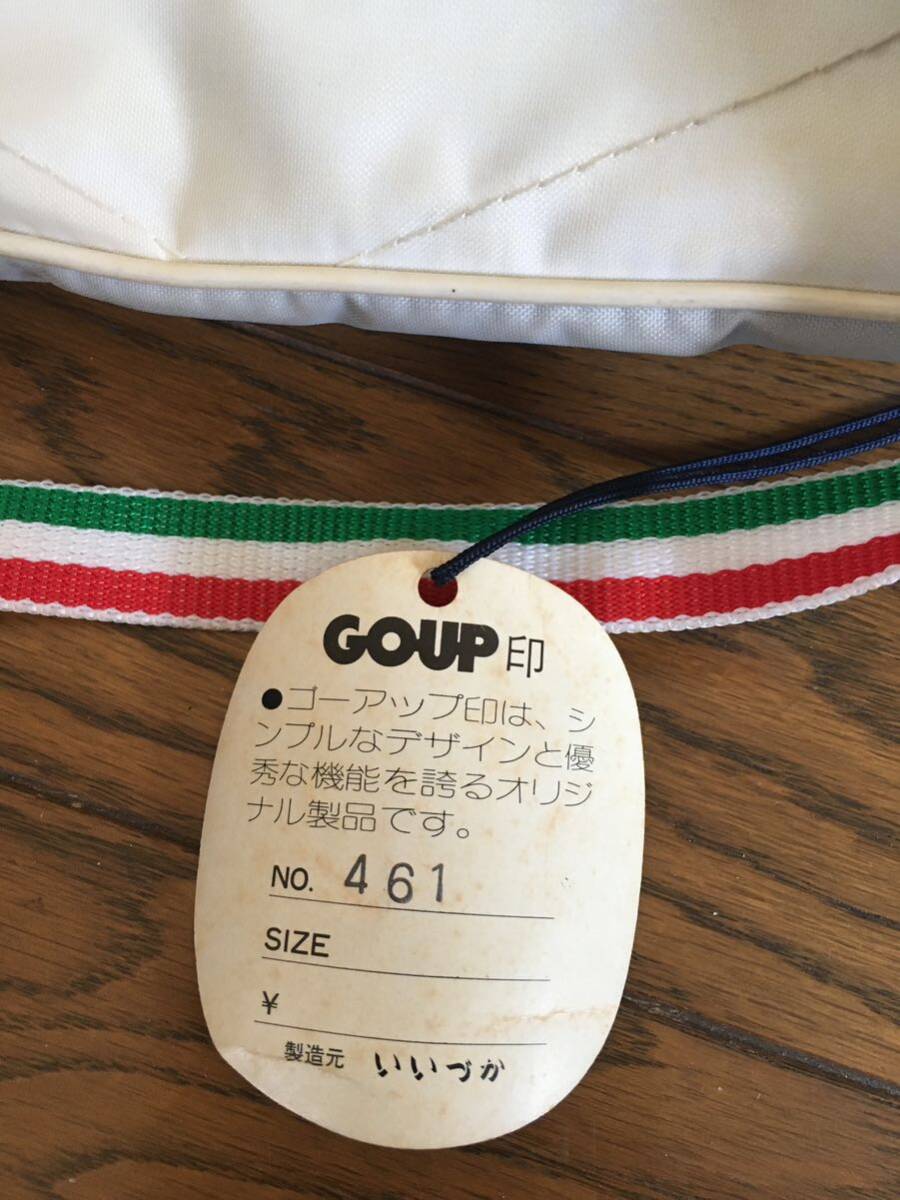 GOUP印
●ゴーアップ印は、シ
ンプルなデザインと優
秀な機能を誇るオリジ
ナル製品です。
NO. 461
SIZE
¥
製造元 いいづか